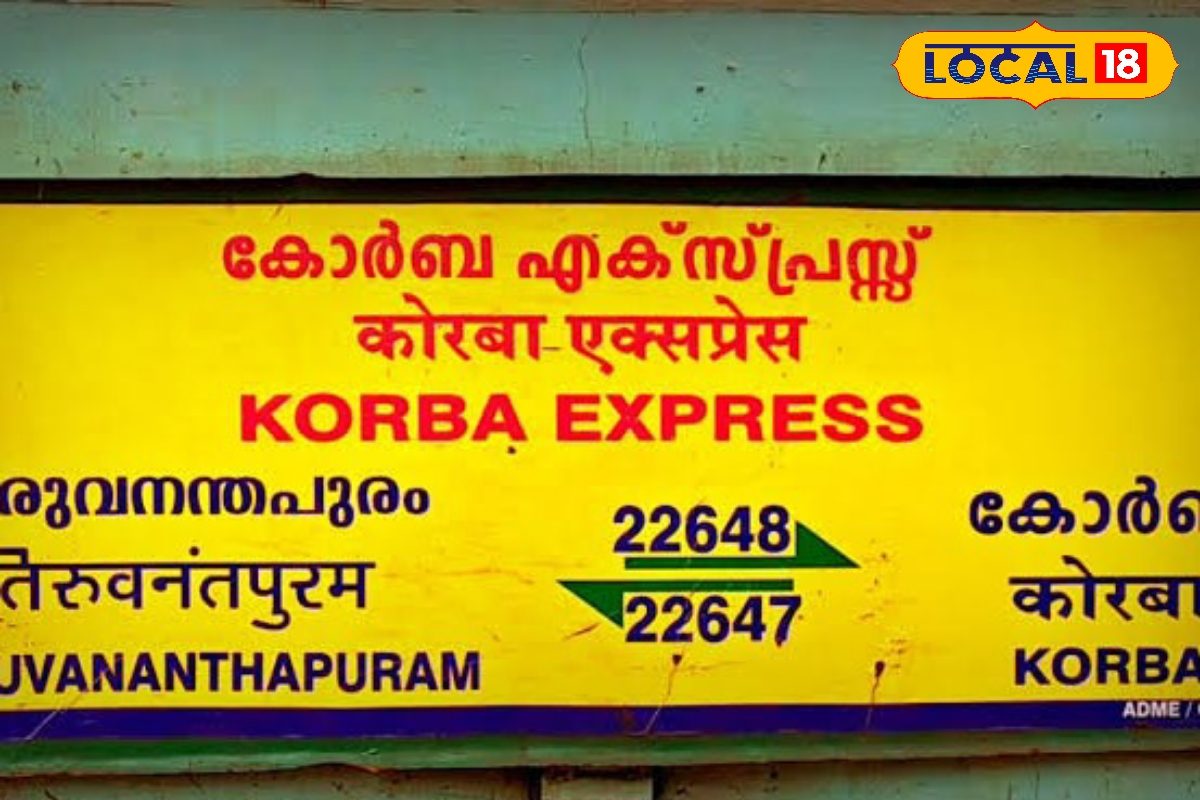 LOCAL 18
കോർബ എക്സ്പ്രസ്സ്
कोरबा-एक्सप्रेस
KORBA EXPRESS
രുവനന്തപുരം
22648
കോർബ
तिरुवनंतपुरम
22647
कोरबा
UVANANTHAPURAM
KORBA
ADME /